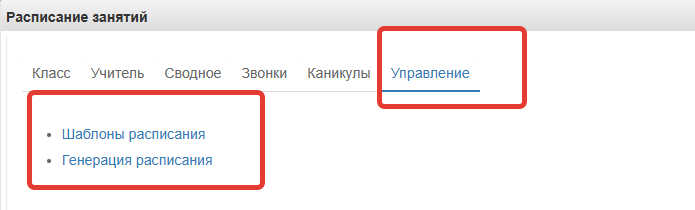 Расписание занятий
Класс Учитель Сводное Звонки Каникулы Управление
Шаблоны расписания
Генерация расписания